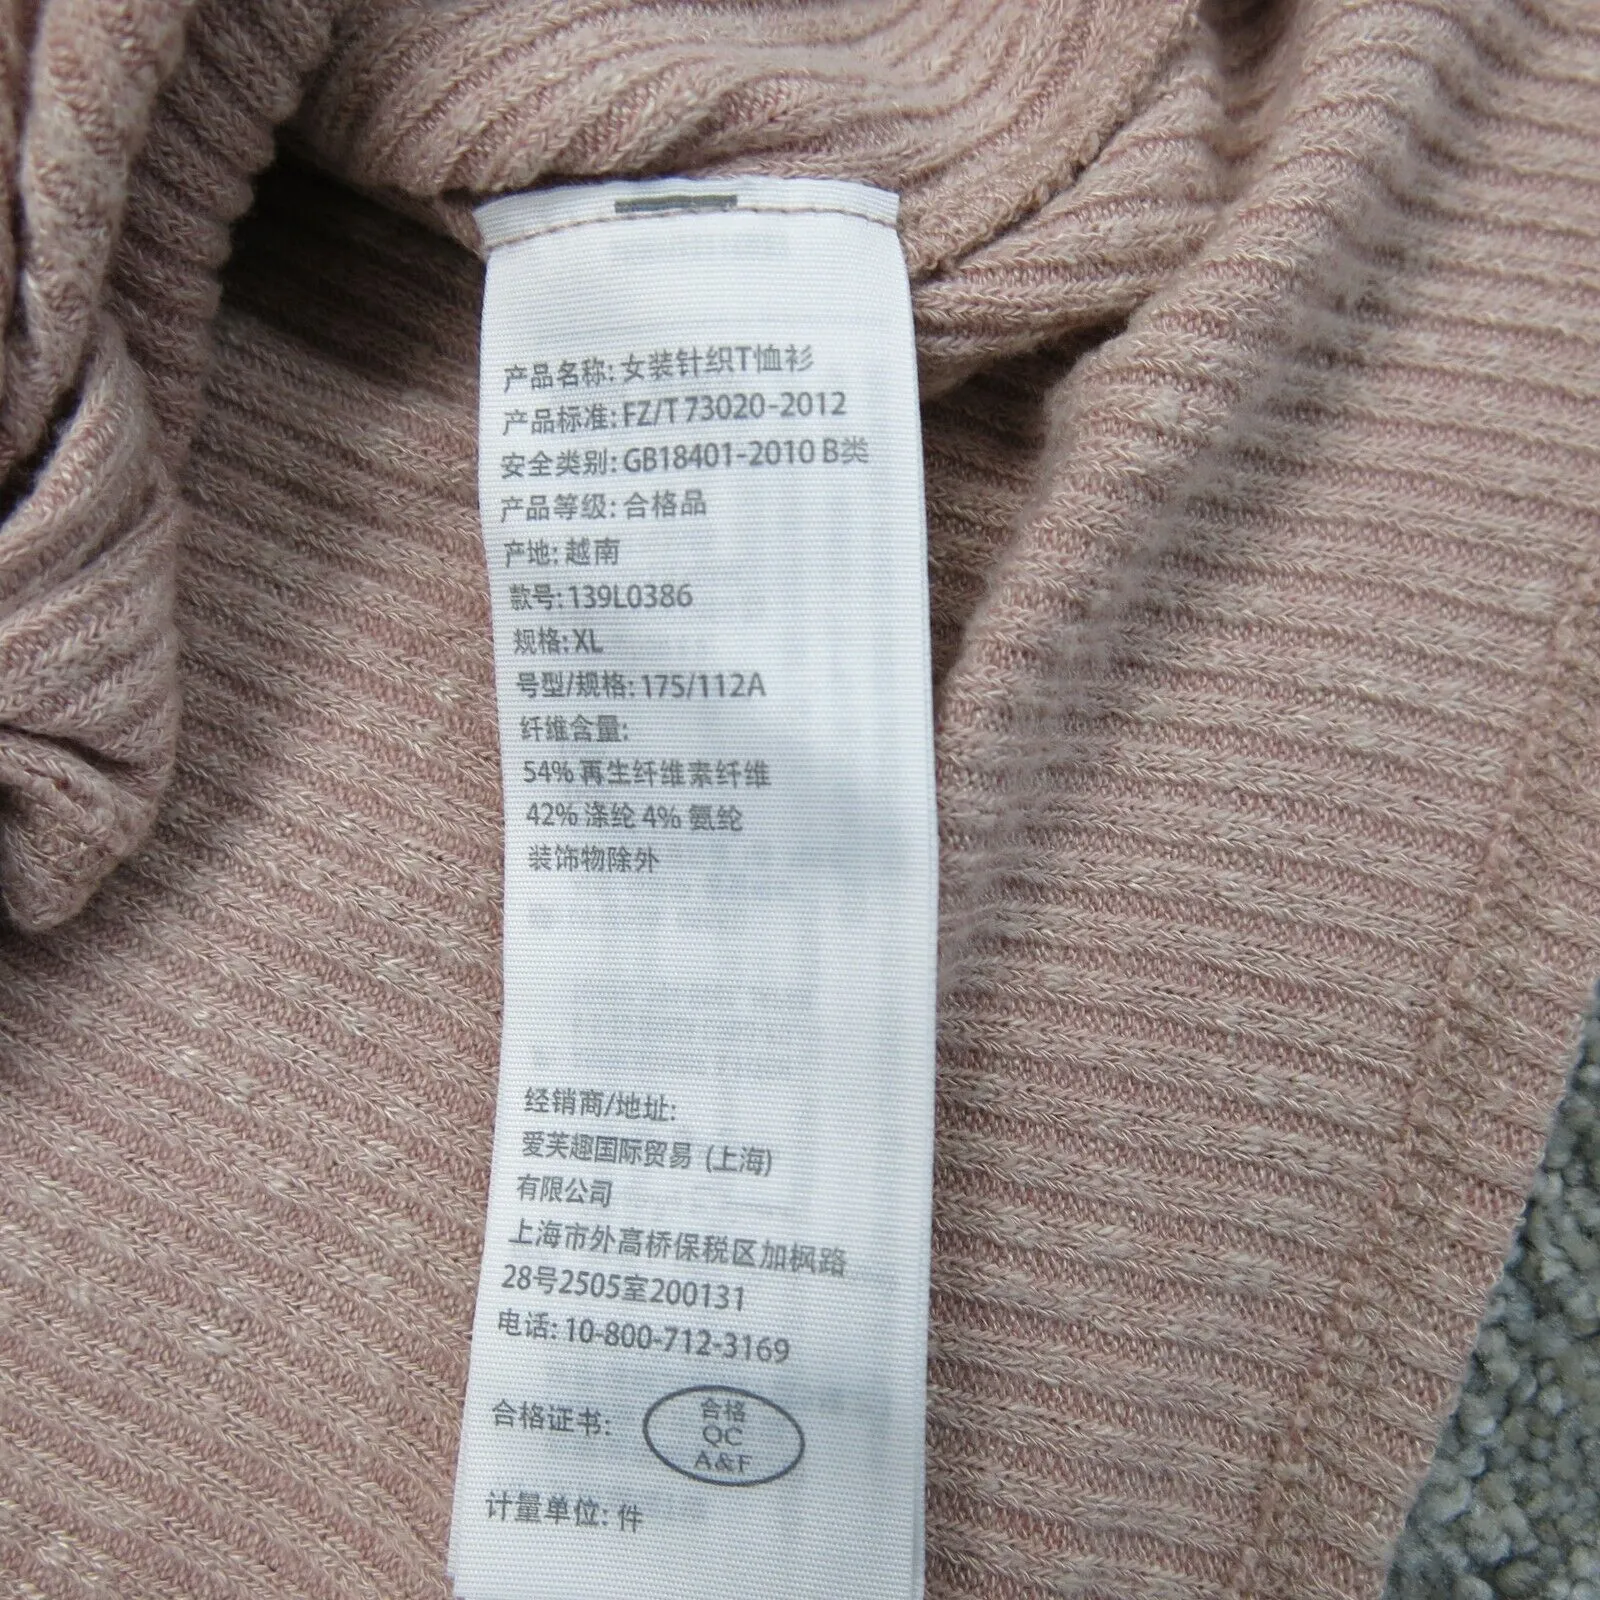 产品名称: 女装针织T恤衫
产品标准: FZ/T 73020-2012
安全类别: GB18401-2010 B类
产品等级: 合格品
产地: 越南
款号: 139L0386
规格: XL
号型/规格: 175/112A
纤维含量:
54% 再生纤维素纤维
42% 涤纶 4% 氨纶
装饰物除外
经销商/地址:
爱芙趣国际贸易 (上海)
有限公司
上海市外高桥保税区加枫路
28号2505室200131
电话: 10-800-712-3169
合格证书:
合格
QC
A&F
计量单位: 件